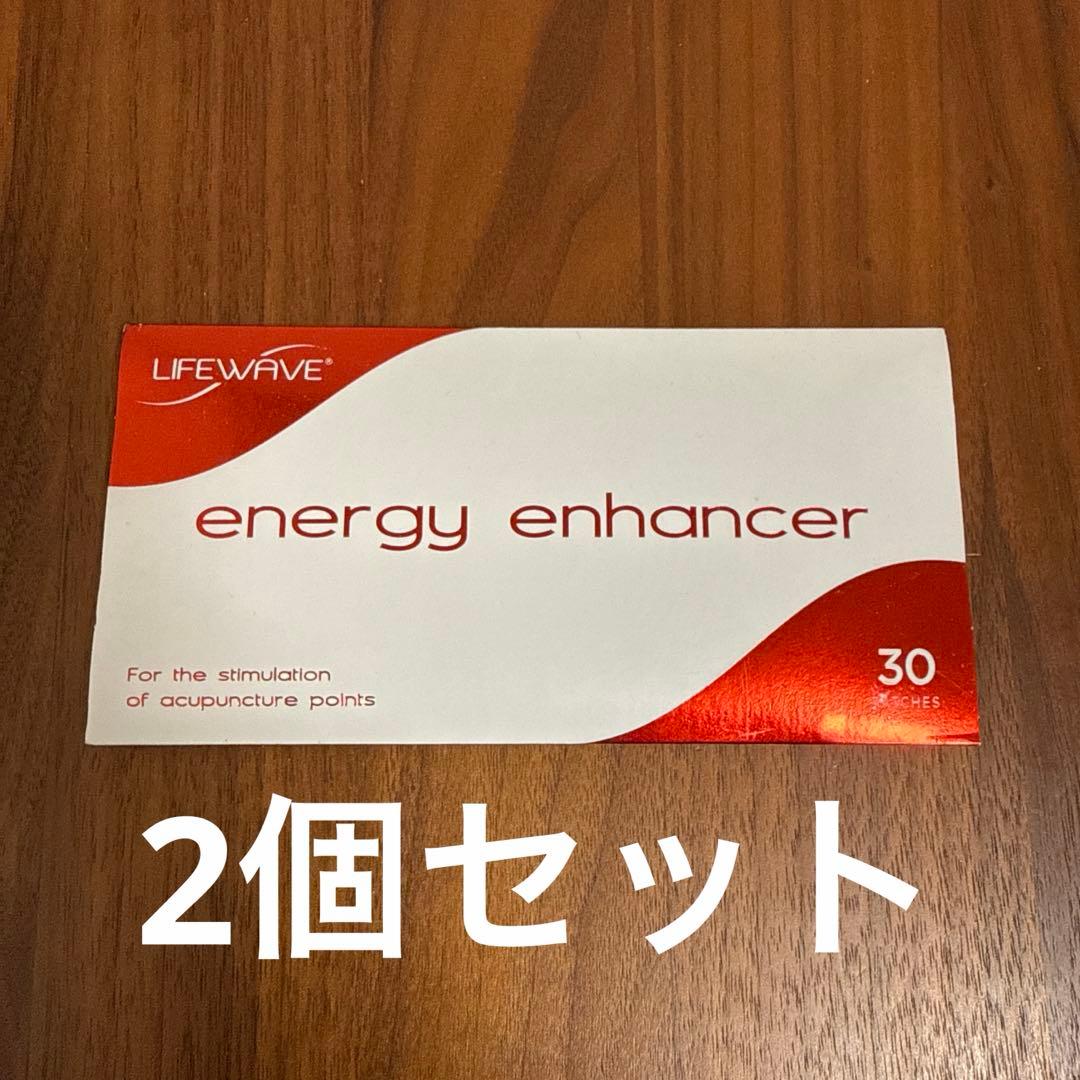 LIFEWAVE®
energy enhancer
For the stimulation
of acupuncture points
30
2個セット